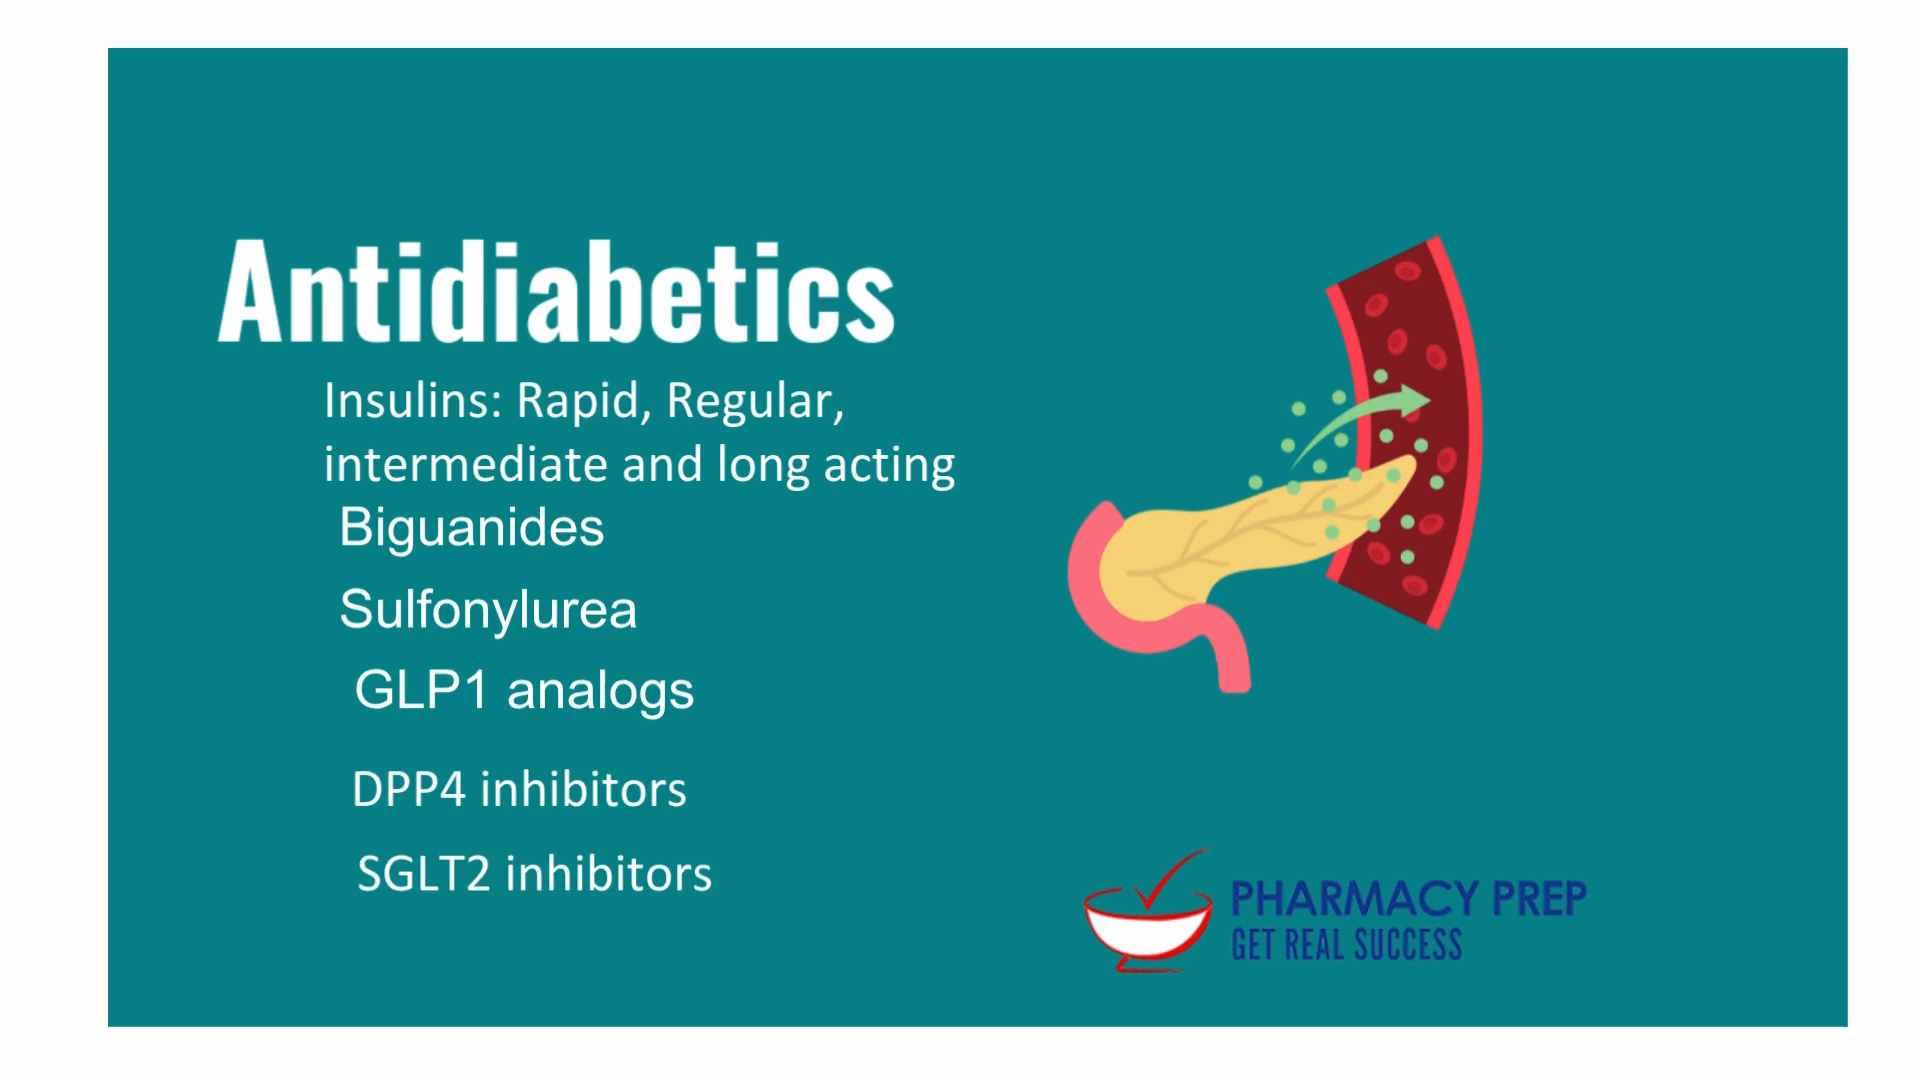 Antidiabetics
Insulins: Rapid, Regular,
intermediate and long acting
Biguanides
Sulfonylurea
GLP1 analogs
DPP4 inhibitors
SGLT2 inhibitors
PHARMACY PREP
GET REAL SUCCESS